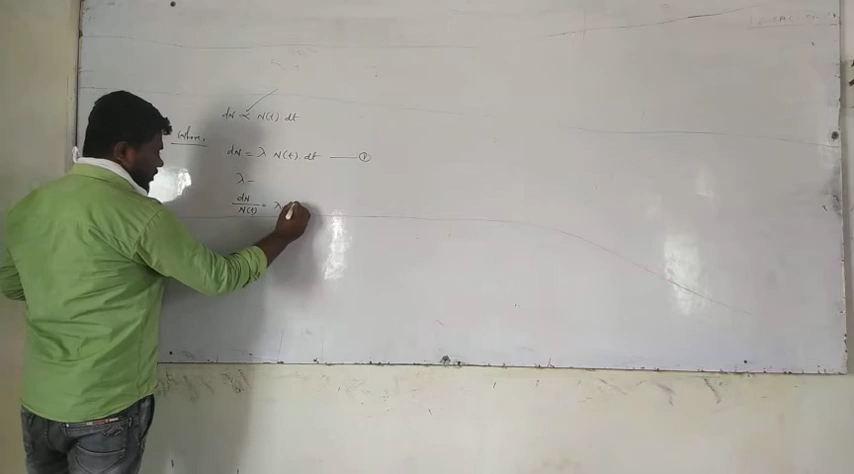 dN ∝ N(t) dt
where,
dN = λ N(t) dt —— ①
λ –
dN/N(t) = λ